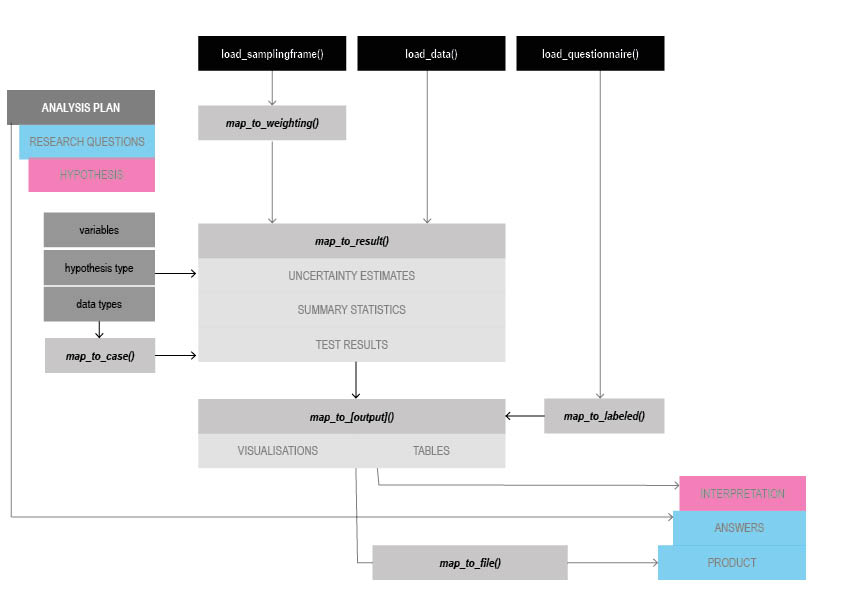 load_samplingframe()
load_data()
load_questionnaire()
ANALYSIS PLAN
map_to_weighting()
RESEARCH QUESTIONS
HYPOTHESIS
variables
map_to_result()
hypothesis type
UNCERTAINTY ESTIMATES
data types
SUMMARY STATISTICS
TEST RESULTS
map_to_case()
map_to_[output]()
map_to_labeled()
VISUALISATIONS
TABLES
INTERPRETATION
ANSWERS
map_to_file()
PRODUCT